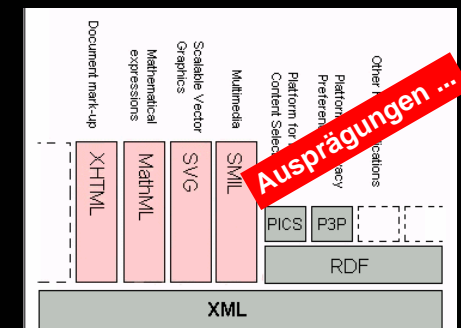 Document mark-up
Mathematical
expressions
Scalable Vector
Graphics
Multimedia
Platform for
Content Selec
Platfor
Preferen
acy
Other
ications
Ausprägungen ...
XHTML
MathML
SVG
SMIL
PICS
P3P
RDF
XML